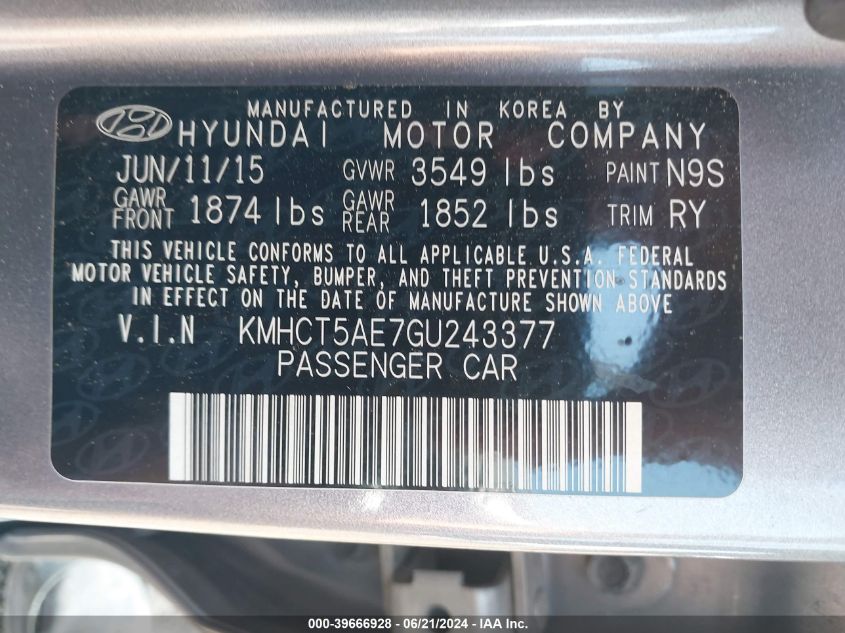 MANUFACTURED IN KOREA BY
HYUNDAI MOTOR COMPANY
JUN/11/15 GVWR 3549 lbs PAINT N9S
GAWR FRONT 1874 lbs GAWR REAR 1852 lbs TRIM RY
THIS VEHICLE CONFORMS TO ALL APPLICABLE U.S.A. FEDERAL
MOTOR VEHICLE SAFETY, BUMPER, AND THEFT PREVENTION STANDARDS
IN EFFECT ON THE DATE OF MANUFACTURE SHOWN ABOVE
V.I.N KMHCT5AE7GU243377
PASSENGER CAR
000-39666928 - 06/21/2024 - IAAI Inc.